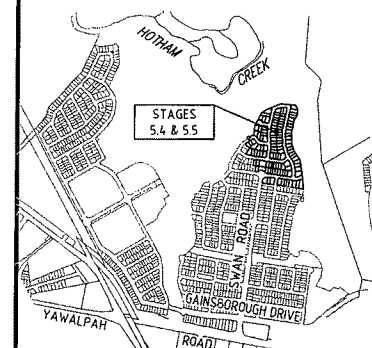 HOTHAM
CREEK
STAGES
5.4 & 5.5
SWAN ROAD
GAINSBOROUGH DRIVE
YAWALPAH
ROAD